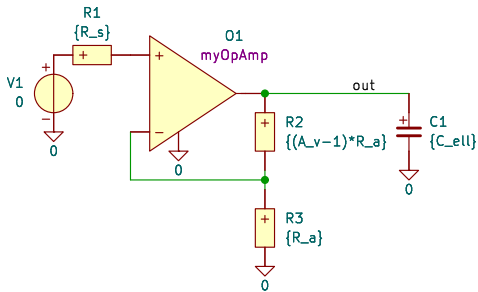 R1
{R_s}
O1
myOpAmp
+
+
V1
0
+
−
0
−
0
out
+
R2
{(A_v−1)*R_a}
+
C1
{C_ell}
0
+
R3
{R_a}
0